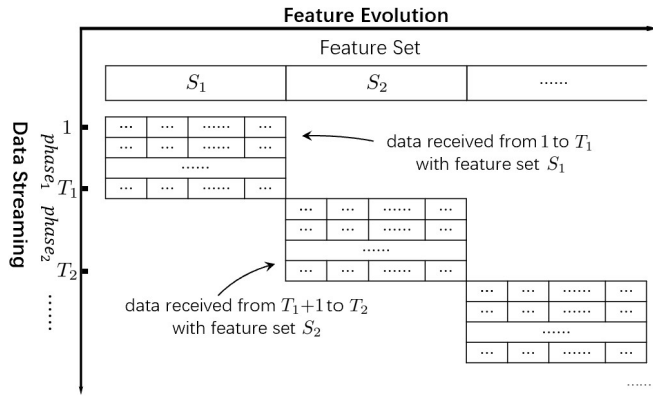 Feature Evolution
Feature Set
S₁ S₂ ······
Data Streaming
1
phase₁
T₁
phase₂
T₂
······
... ... ...... ...
... ... ...... ...
......
... ... ...... ...
data received from 1 to T₁
with feature set S₁
... ... ...... ...
... ... ...... ...
......
... ... ...... ...
data received from T₁+1 to T₂
with feature set S₂
... ... ...... ...
... ... ...... ...
......
... ... ...... ...
......